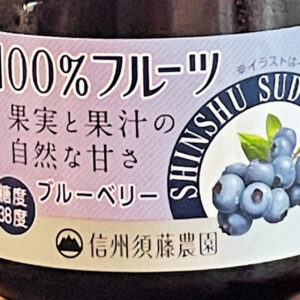 100%フルーツ
※イラストは
果実と果汁の
自然な甘さ
糖度
38度
ブルーベリー
SHINSHU SUD
信州須藤農園